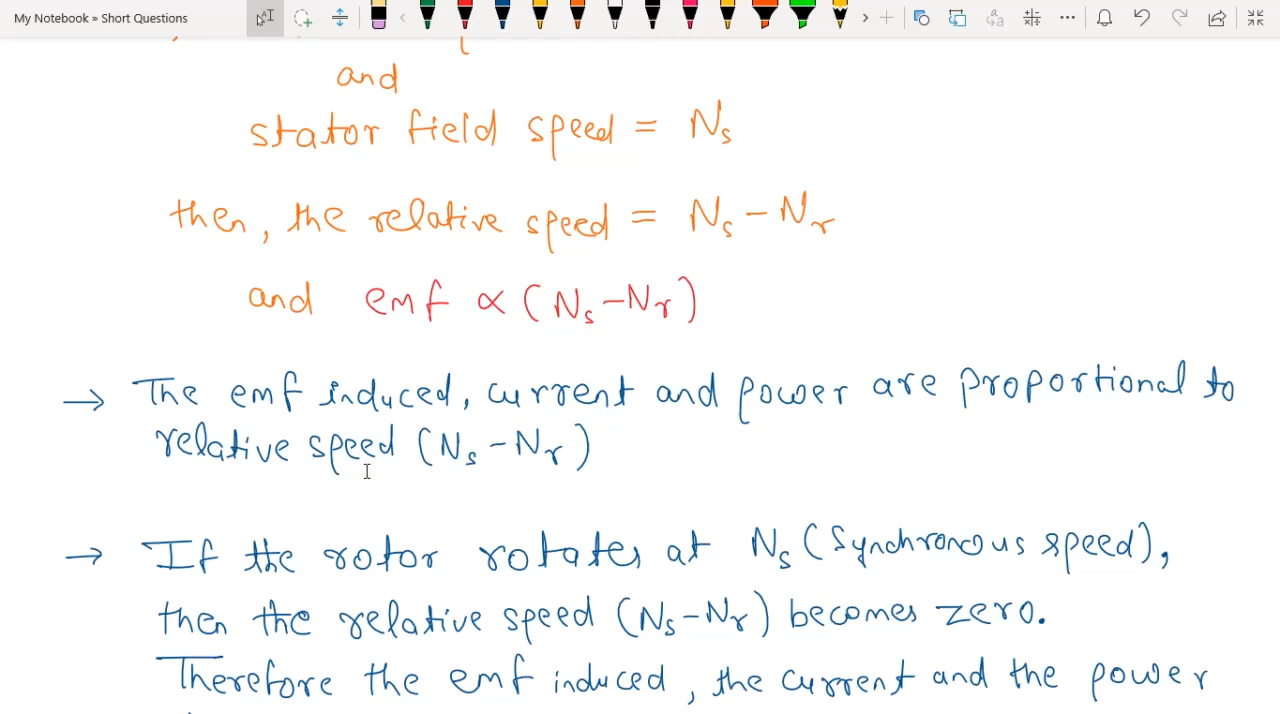 My Notebook » Short Questions
and
stator field speed = Ns
then, the relative speed = Ns - Nr
and emf ∝ (Ns - Nr)
→ The emf induced, current and power are proportional to
relative speed (Ns - Nr)
→ If the rotor rotates at Ns (Synchronous speed),
then the relative speed (Ns - Nr) becomes zero.
Therefore the emf induced, the current and the power